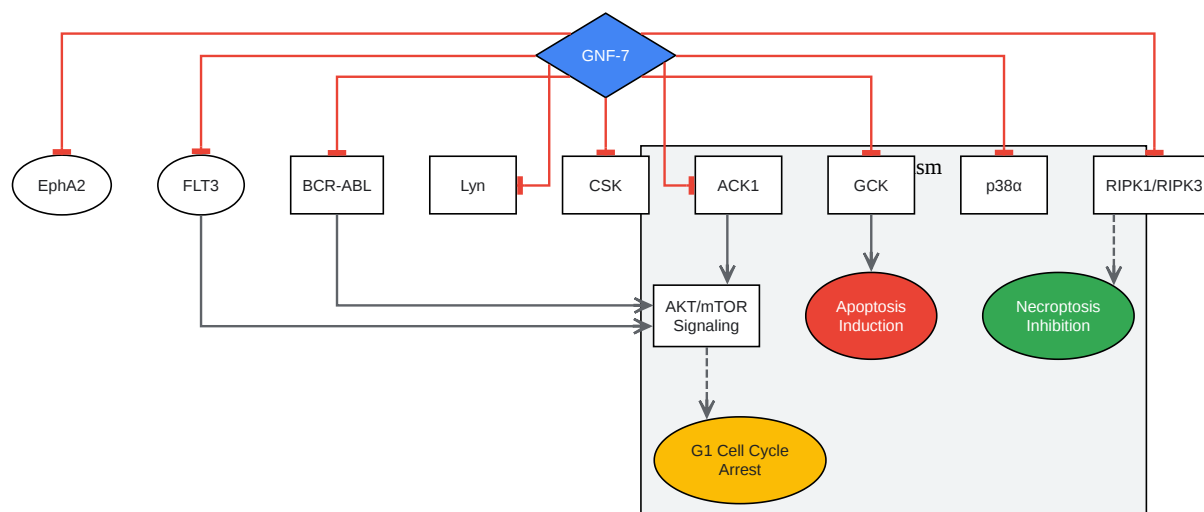 GNF-7
EphA2
FLT3
BCR-ABL
Lyn
CSK
ACK1
GCK
p38α
RIPK1/RIPK3
AKT/mTOR
Signaling
Apoptosis
Induction
Necroptosis
Inhibition
G1 Cell Cycle
Arrest